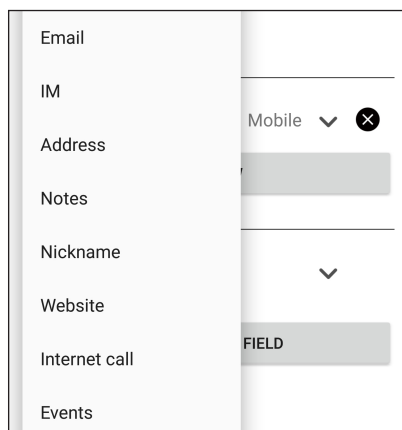 Email
IM
Address
Mobile
Notes
Nickname
Website
Internet call
FIELD
Events